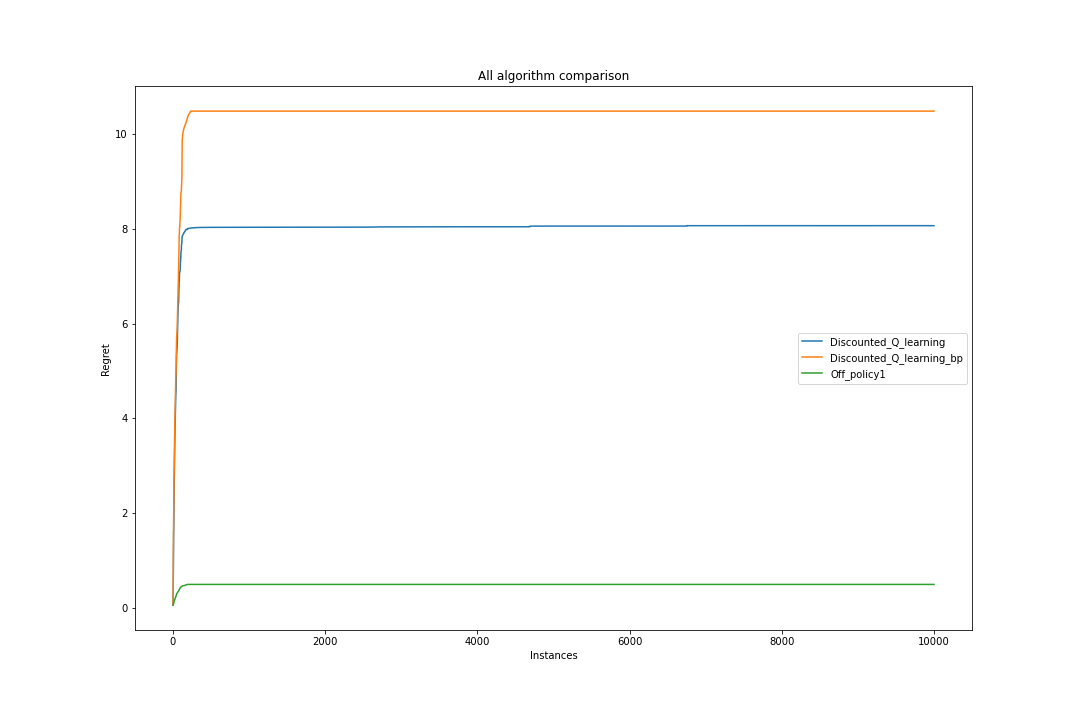 All algorithm comparison
10
8
6
4
2
0
Regret
Discounted_Q_learning
Discounted_Q_learning_bp
Off_policy1
0 2000 4000 6000 8000 10000
Instances